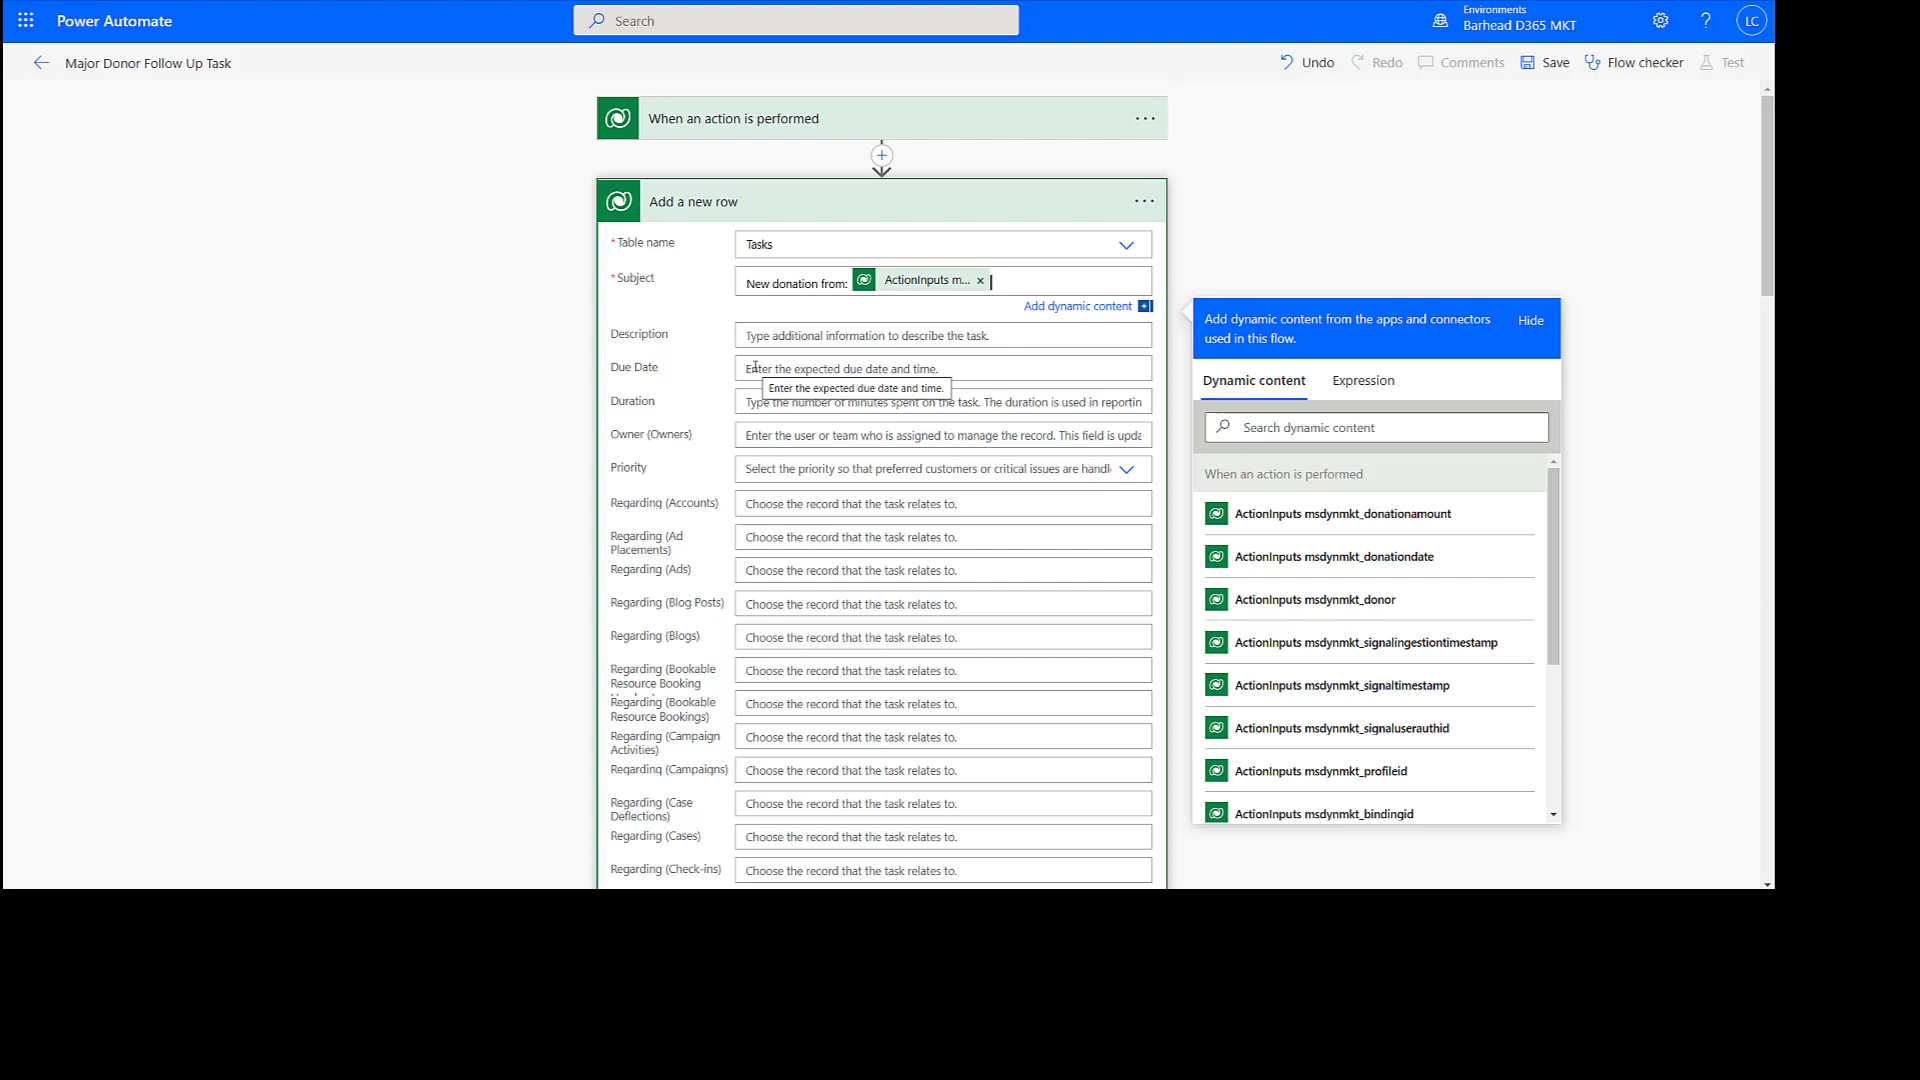 Power Automate
Search
Environments
Barhead D365 MKT
LC
Major Donor Follow Up Task
Undo
Redo
Comments
Save
Flow checker
Test
When an action is performed
Add a new row
*Table name
Tasks
*Subject
New donation from: ActionInputs m... ×
Add dynamic content
Description
Type additional information to describe the task.
Due Date
Enter the expected due date and time.
Enter the expected due date and time.
Duration
Type the number of minutes spent on the task. The duration is used in reportin
Owner (Owners)
Enter the user or team who is assigned to manage the record. This field is upda
Priority
Select the priority so that preferred customers or critical issues are handl
Regarding (Accounts)
Choose the record that the task relates to.
Regarding (Ad
Placements)
Choose the record that the task relates to.
Regarding (Ads)
Choose the record that the task relates to.
Regarding (Blog Posts)
Choose the record that the task relates to.
Regarding (Blogs)
Choose the record that the task relates to.
Regarding (Bookable
Resource Booking
Choose the record that the task relates to.
Regarding (Bookable
Resource Bookings)
Choose the record that the task relates to.
Regarding (Campaign
Activities)
Choose the record that the task relates to.
Regarding (Campaigns)
Choose the record that the task relates to.
Regarding (Case
Deflections)
Choose the record that the task relates to.
Regarding (Cases)
Choose the record that the task relates to.
Regarding (Check-ins)
Choose the record that the task relates to.
Add dynamic content from the apps and connectors
used in this flow.
Hide
Dynamic content
Expression
Search dynamic content
When an action is performed
ActionInputs msdynmkt_donationamount
ActionInputs msdynmkt_donationdate
ActionInputs msdynmkt_donor
ActionInputs msdynmkt_signalingestiontimestamp
ActionInputs msdynmkt_signaltimestamp
ActionInputs msdynmkt_signaluserauthid
ActionInputs msdynmkt_profileid
ActionInputs msdynmkt_bindingid